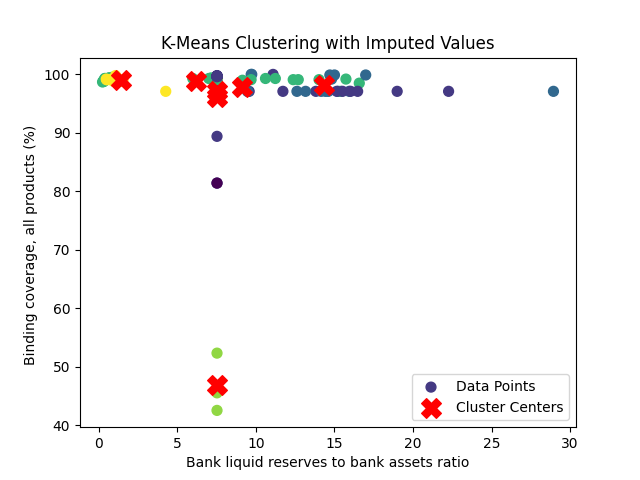 K-Means Clustering with Imputed Values
Binding coverage, all products (%)
100
90
80
70
60
50
40
0 5 10 15 20 25 30
Bank liquid reserves to bank assets ratio
Data Points
Cluster Centers